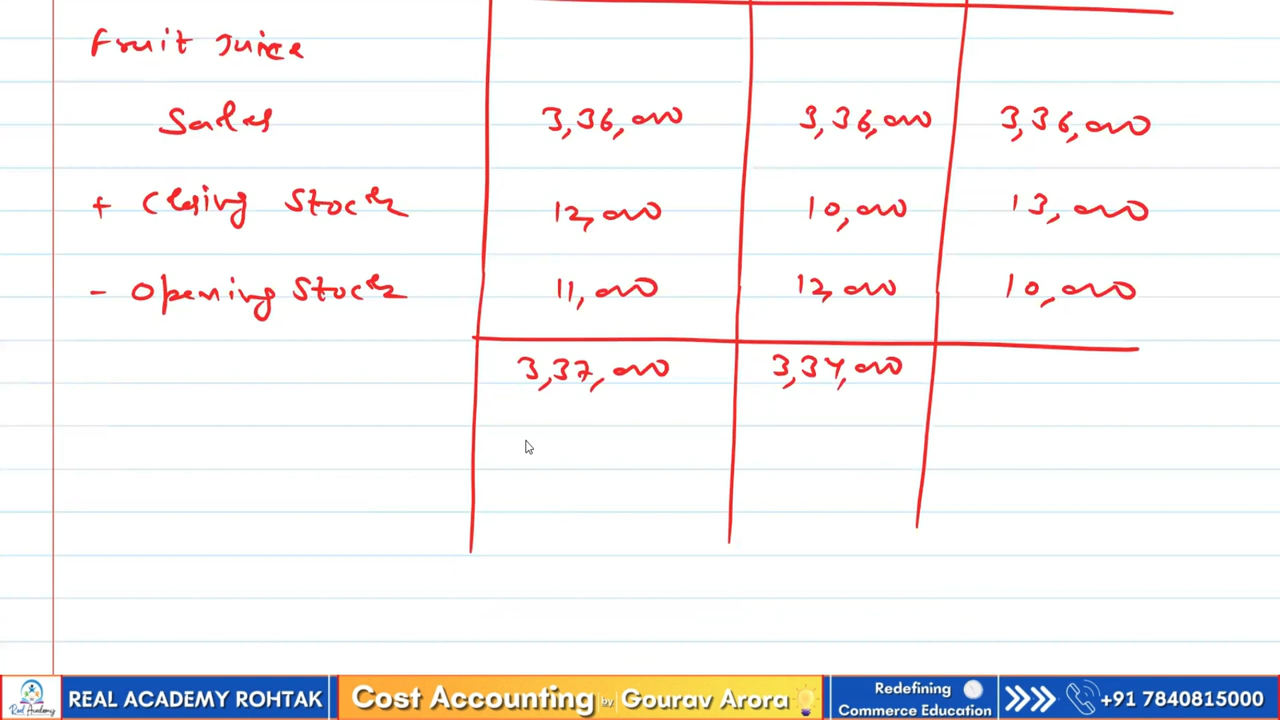 Fruit Juice
Sales 3,36,000 3,36,000 3,36,000
+ Closing Stock 12,000 10,000 13,000
- Opening Stock 11,000 12,000 10,000
3,37,000 3,34,000
Real Academy
REAL ACADEMY ROHTAK Cost Accounting by Gourav Arora Redefining Commerce Education +91 7840815000